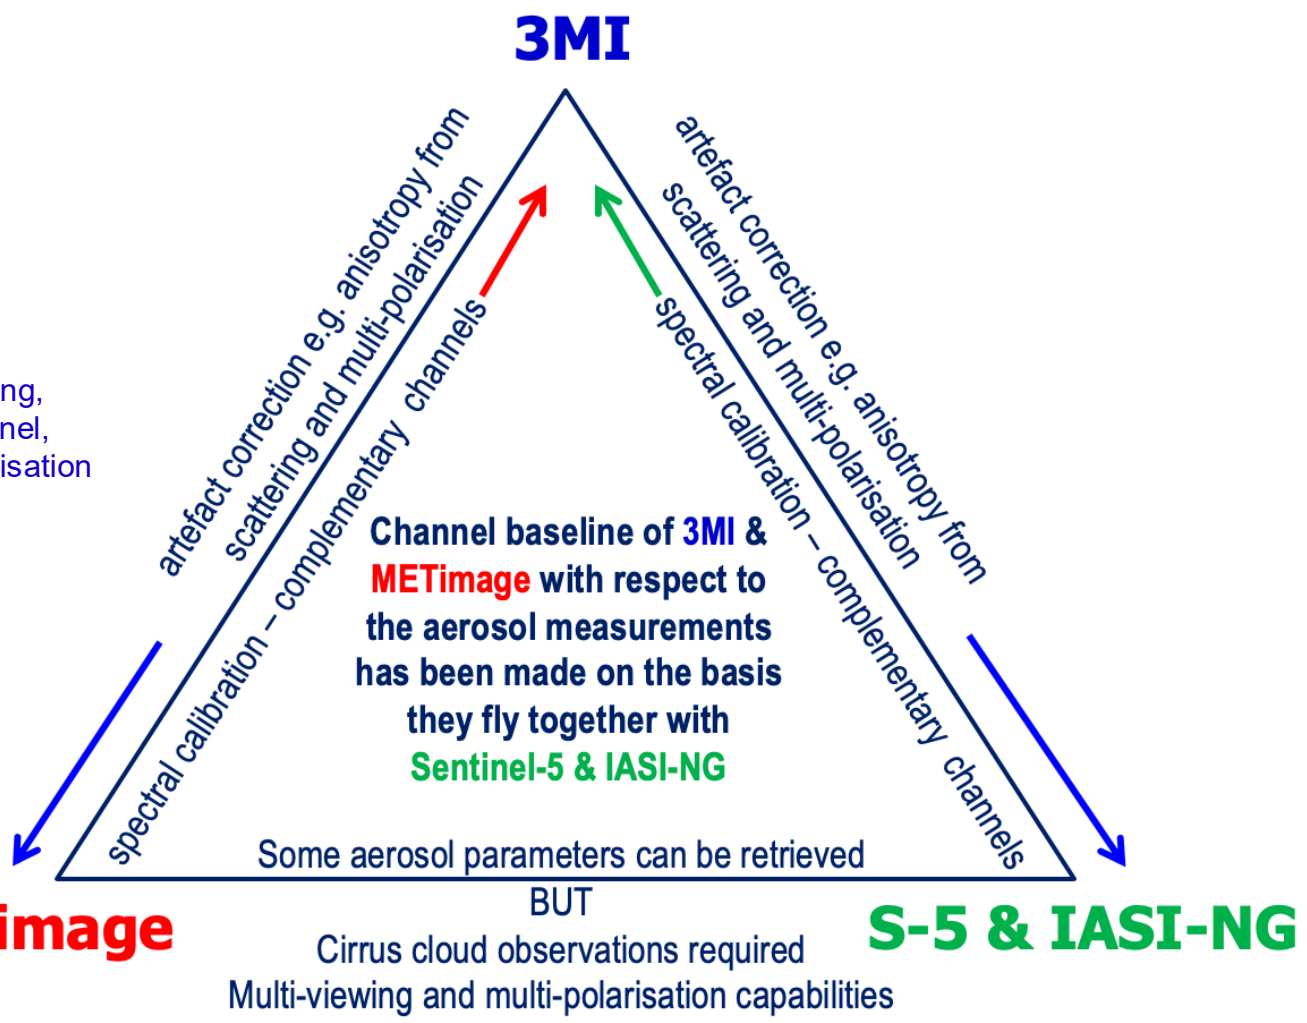 3MI
artefact correction e.g. anisotropy from
scattering and multi-polarisation
spectral calibration – complementary channels
artefact correction e.g. anisotropy from
scattering and multi-polarisation
spectral calibration – complementary channels
ng,
nel,
isation
Channel baseline of 3MI &
METimage with respect to
the aerosol measurements
has been made on the basis
they fly together with
Sentinel-5 & IASI-NG
Some aerosol parameters can be retrieved
BUT
Cirrus cloud observations required
Multi-viewing and multi-polarisation capabilities
image
S-5 & IASI-NG